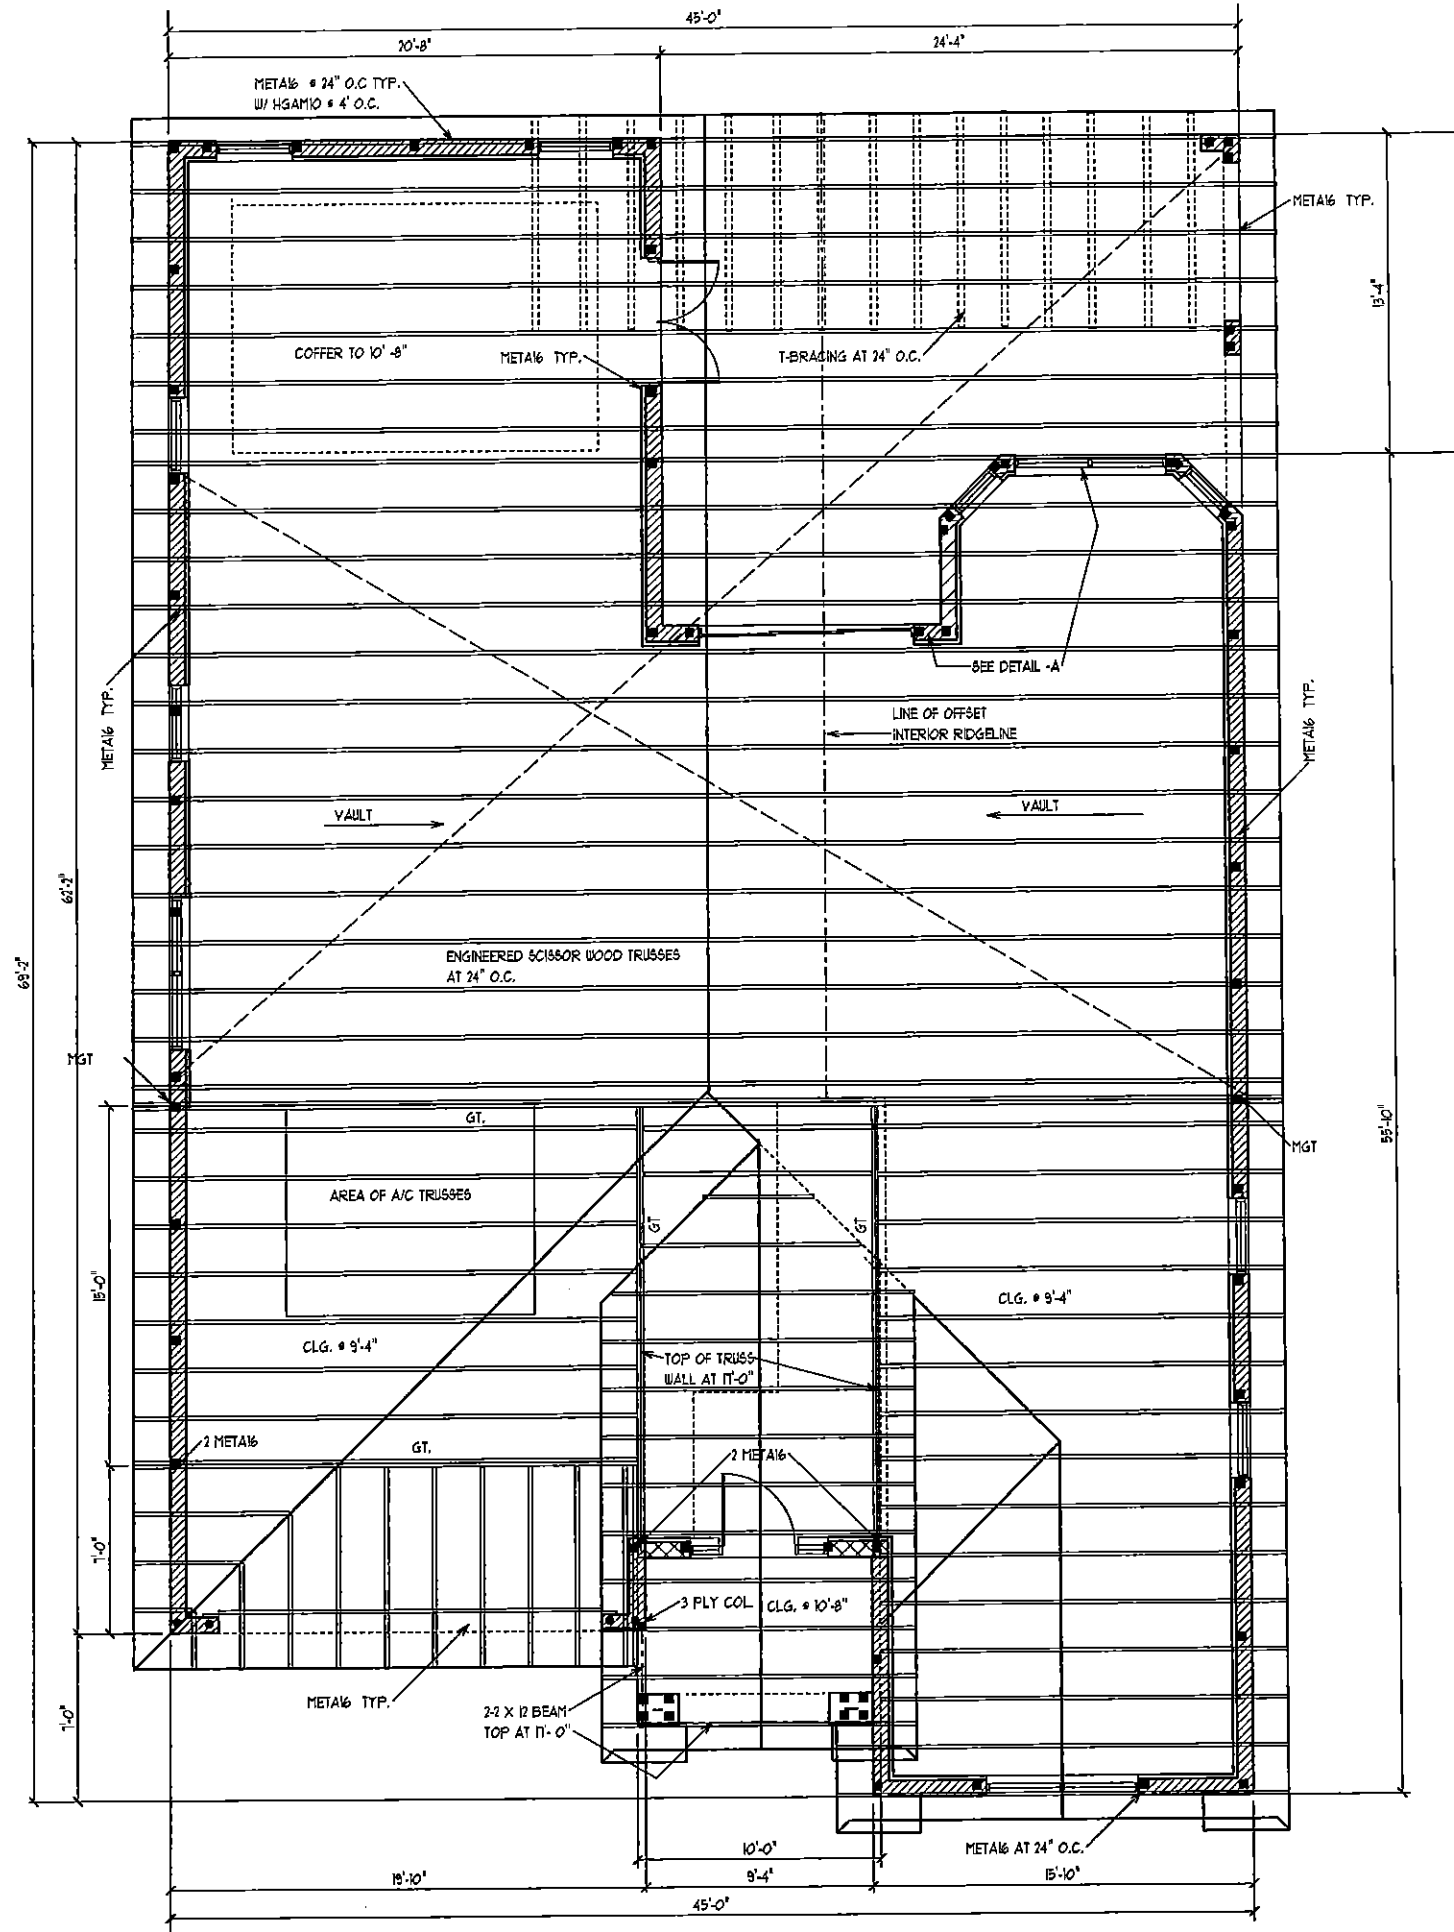 45'-0"
20'-8"
24'-4"
META16 @ 24" O.C TYP.
W/ HGAM10 @ 4' O.C.
META16 TYP.
13'-4"
COFFER TO 10' -8"
META16 TYP.
T-BRACING AT 24" O.C.
SEE DETAIL -A
META16 TYP.
LINE OF OFFSET
INTERIOR RIDGELINE
META16 TYP.
VAULT
VAULT
62'-2"
69'-2"
ENGINEERED SCISSOR WOOD TRUSSES
AT 24" O.C.
MGT
GT.
55'-10"
MGT
AREA OF A/C TRUSSES
GT
GT
15'-0"
CLG. @ 9'-4"
CLG. @ 9'-4"
TOP OF TRUSS
WALL AT 11'-0"
2 META16
GT.
2 META16
7'-0"
3 PLY COL
CLG. @ 10'-8"
META16 TYP.
2-2 X 12 BEAM
TOP AT 11'- 0"
7'-0"
META16 AT 24" O.C.
10'-0"
19'-10"
9'-4"
15'-10"
45'-0"